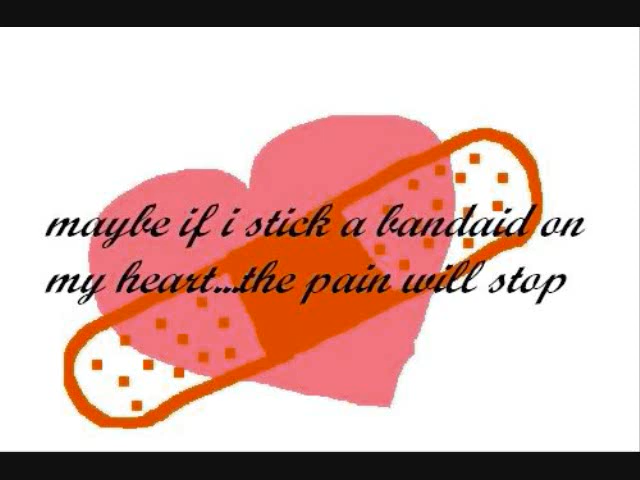 maybe if i stick a bandaid on
my heart...the pain will stop